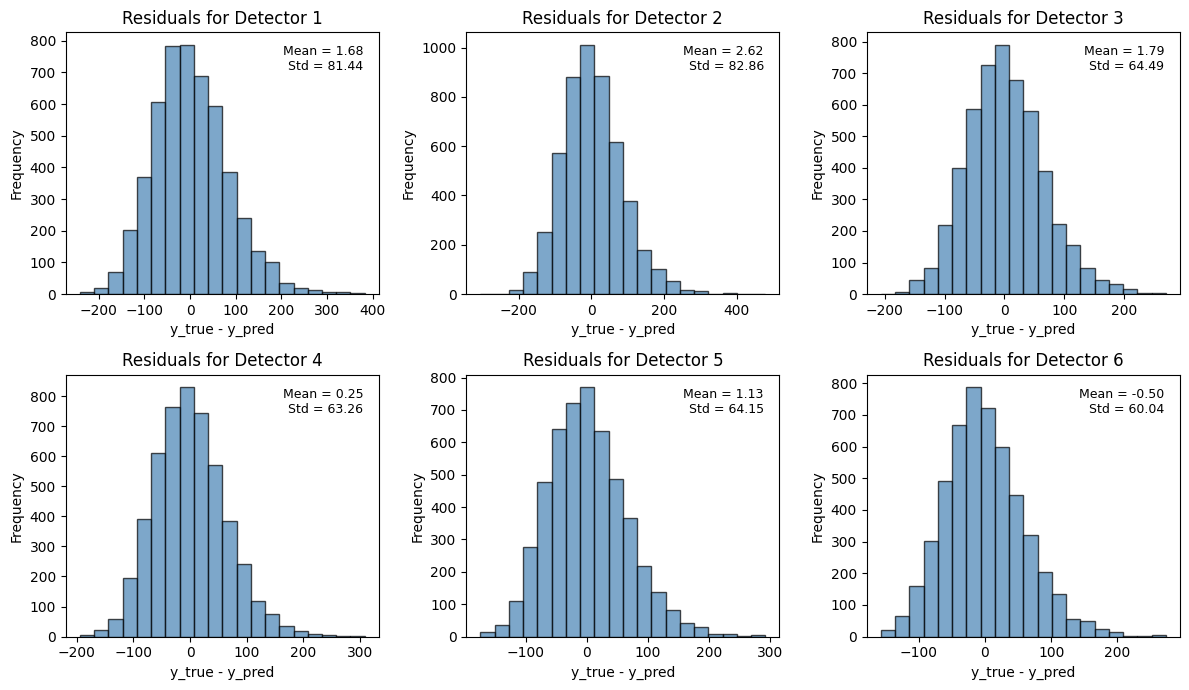 Residuals for Detector 1
Mean = 1.68
Std = 81.44
Frequency
800
700
600
500
400
300
200
100
0
−200 −100 0 100 200 300 400
y_true - y_pred
Residuals for Detector 2
Mean = 2.62
Std = 82.86
Frequency
1000
800
600
400
200
0
−200 0 200 400
y_true - y_pred
Residuals for Detector 3
Mean = 1.79
Std = 64.49
Frequency
800
700
600
500
400
300
200
100
0
−200 −100 0 100 200
y_true - y_pred
Residuals for Detector 4
Mean = 0.25
Std = 63.26
Frequency
800
700
600
500
400
300
200
100
0
−200 −100 0 100 200 300
y_true - y_pred
Residuals for Detector 5
Mean = 1.13
Std = 64.15
Frequency
800
700
600
500
400
300
200
100
0
−100 0 100 200 300
y_true - y_pred
Residuals for Detector 6
Mean = -0.50
Std = 60.04
Frequency
800
700
600
500
400
300
200
100
0
−100 0 100 200
y_true - y_pred